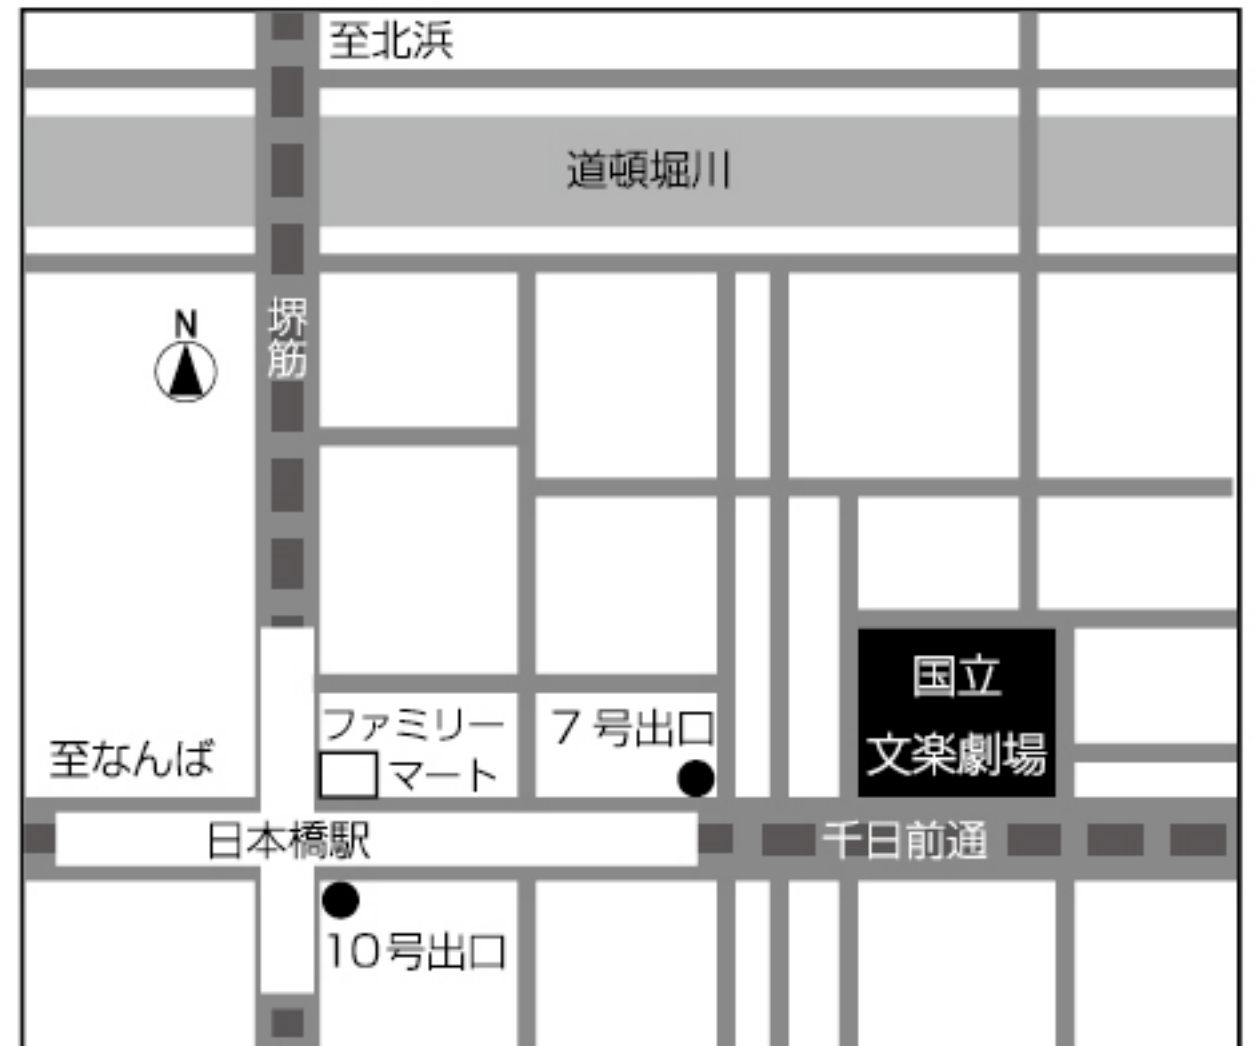 至北浜
道頓堀川
N
堺
筋
国立
文楽劇場
ファミリー
マート
7号出口
至なんば
日本橋駅
千日前通
10号出口